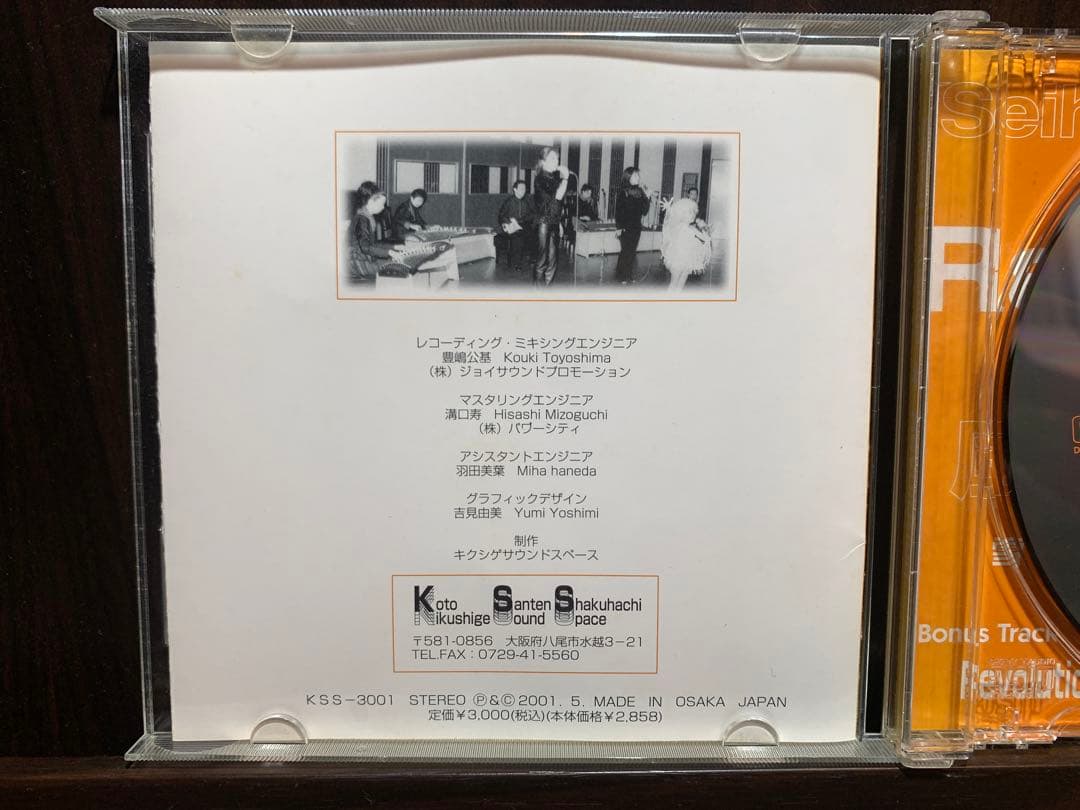 レコーディング・ミキシングエンジニア
豊嶋公基 Kouki Toyoshima
（株）ジョイサウンドプロモーション
マスタリングエンジニア
溝口寿 Hisashi Mizoguchi
（株）パワーシティ
アシスタントエンジニア
羽田美葉 Miha haneda
グラフィックデザイン
吉見由美 Yumi Yoshimi
制作
キクシゲサウンドスペース
Koto Santen Shakuhachi
Kikushige Sound Space
〒581-0856 大阪府八尾市水越3-21
TEL.FAX：0729-41-5560
KSS-3001 STEREO Ⓟ&Ⓒ2001. 5. MADE IN OSAKA JAPAN
定価¥3,000(税込)(本体価格¥2,858)
Seih
R
Bonus Track
Revolutio